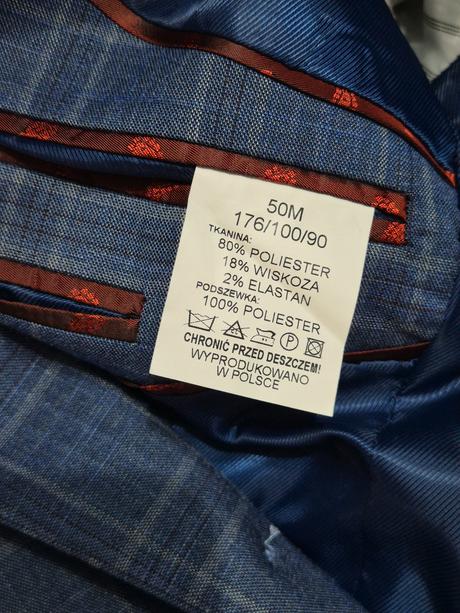 50M
176/100/90
TKANINA:
80% POLIESTER
18% WISKOZA
2% ELASTAN
PODSZEWKA:
100% POLIESTER
P
CHRONIĆ PRZED DESZCZEM!
WYPRODUKOWANO
W POLSCE